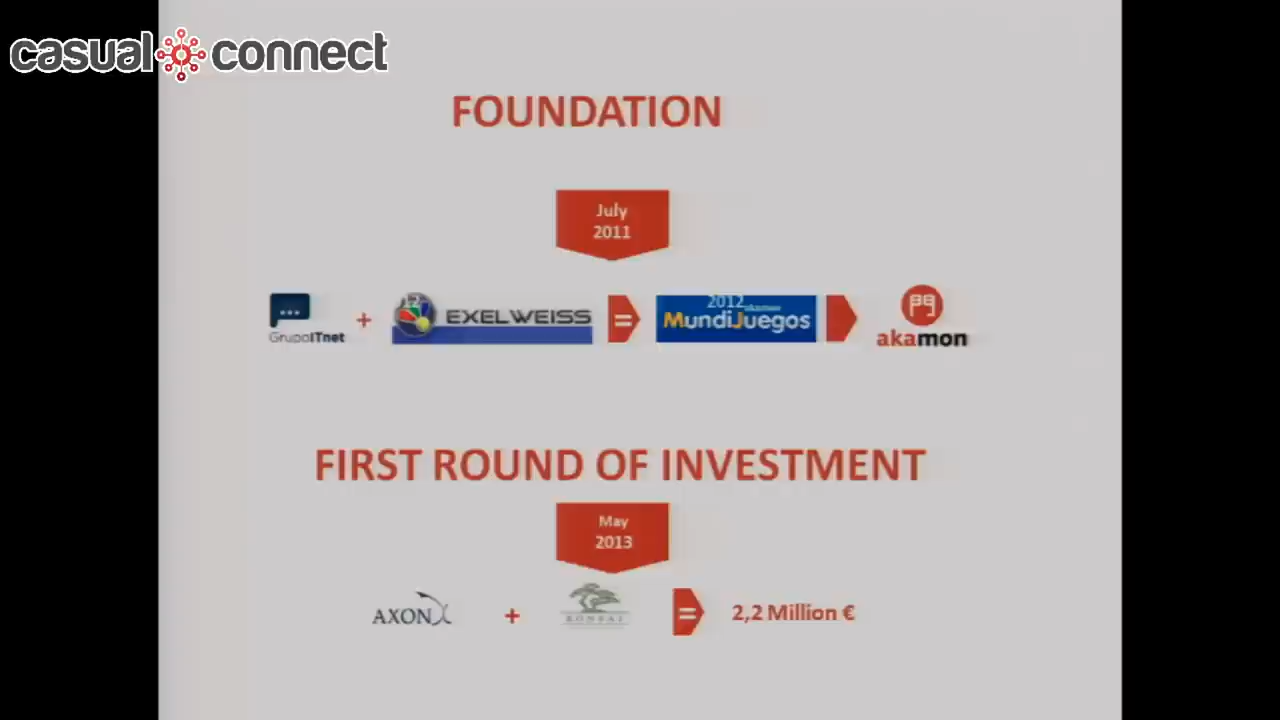 casual connect
FOUNDATION
July
2011
GrupoITnet
+
EXELWEISS
=
2012
MundiJuegos
akamon
FIRST ROUND OF INVESTMENT
May
2013
AXON
+
BONSAI
=
2,2 Million €